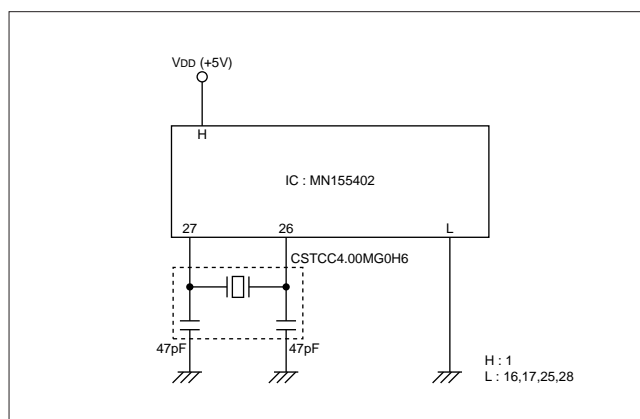 VDD (+5V)
H
IC : MN155402
27 26 L
CSTCC4.00MG0H6
47pF 47pF
H : 1
L : 16,17,25,28